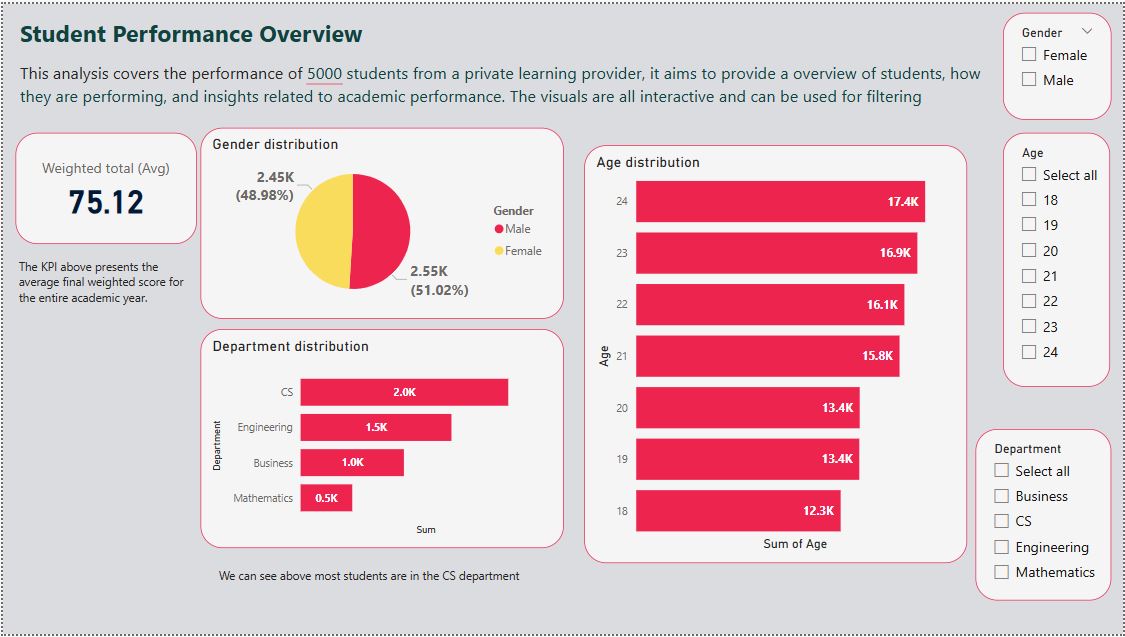 Student Performance Overview
This analysis covers the performance of 5000 students from a private learning provider, it aims to provide a overview of students, how
they are performing, and insights related to academic performance. The visuals are all interactive and can be used for filtering
Weighted total (Avg)
75.12
The KPI above presents the
average final weighted score for
the entire academic year.
Gender distribution
2.45K
(48.98%)
2.55K
(51.02%)
Gender
Male
Female
Department distribution
Department
CS
2.0K
Engineering
1.5K
Business
1.0K
Mathematics
0.5K
Sum
We can see above most students are in the CS department
Age distribution
Age
24
17.4K
23
16.9K
22
16.1K
21
15.8K
20
13.4K
19
13.4K
18
12.3K
Sum of Age
Gender
Female
Male
Age
Select all
18
19
20
21
22
23
24
Department
Select all
Business
CS
Engineering
Mathematics